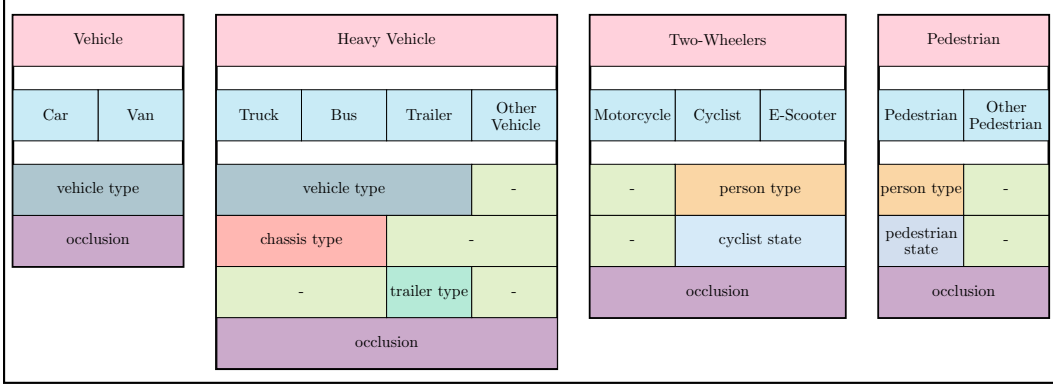 Vehicle
Heavy Vehicle
Two-Wheelers
Pedestrian
Car
Van
Truck
Bus
Trailer
Other
Vehicle
Motorcycle
Cyclist
E-Scooter
Pedestrian
Other
Pedestrian
vehicle type
vehicle type
-
-
person type
person type
-
occlusion
chassis type
-
-
cyclist state
pedestrian
state
-
-
trailer type
-
occlusion
occlusion
occlusion